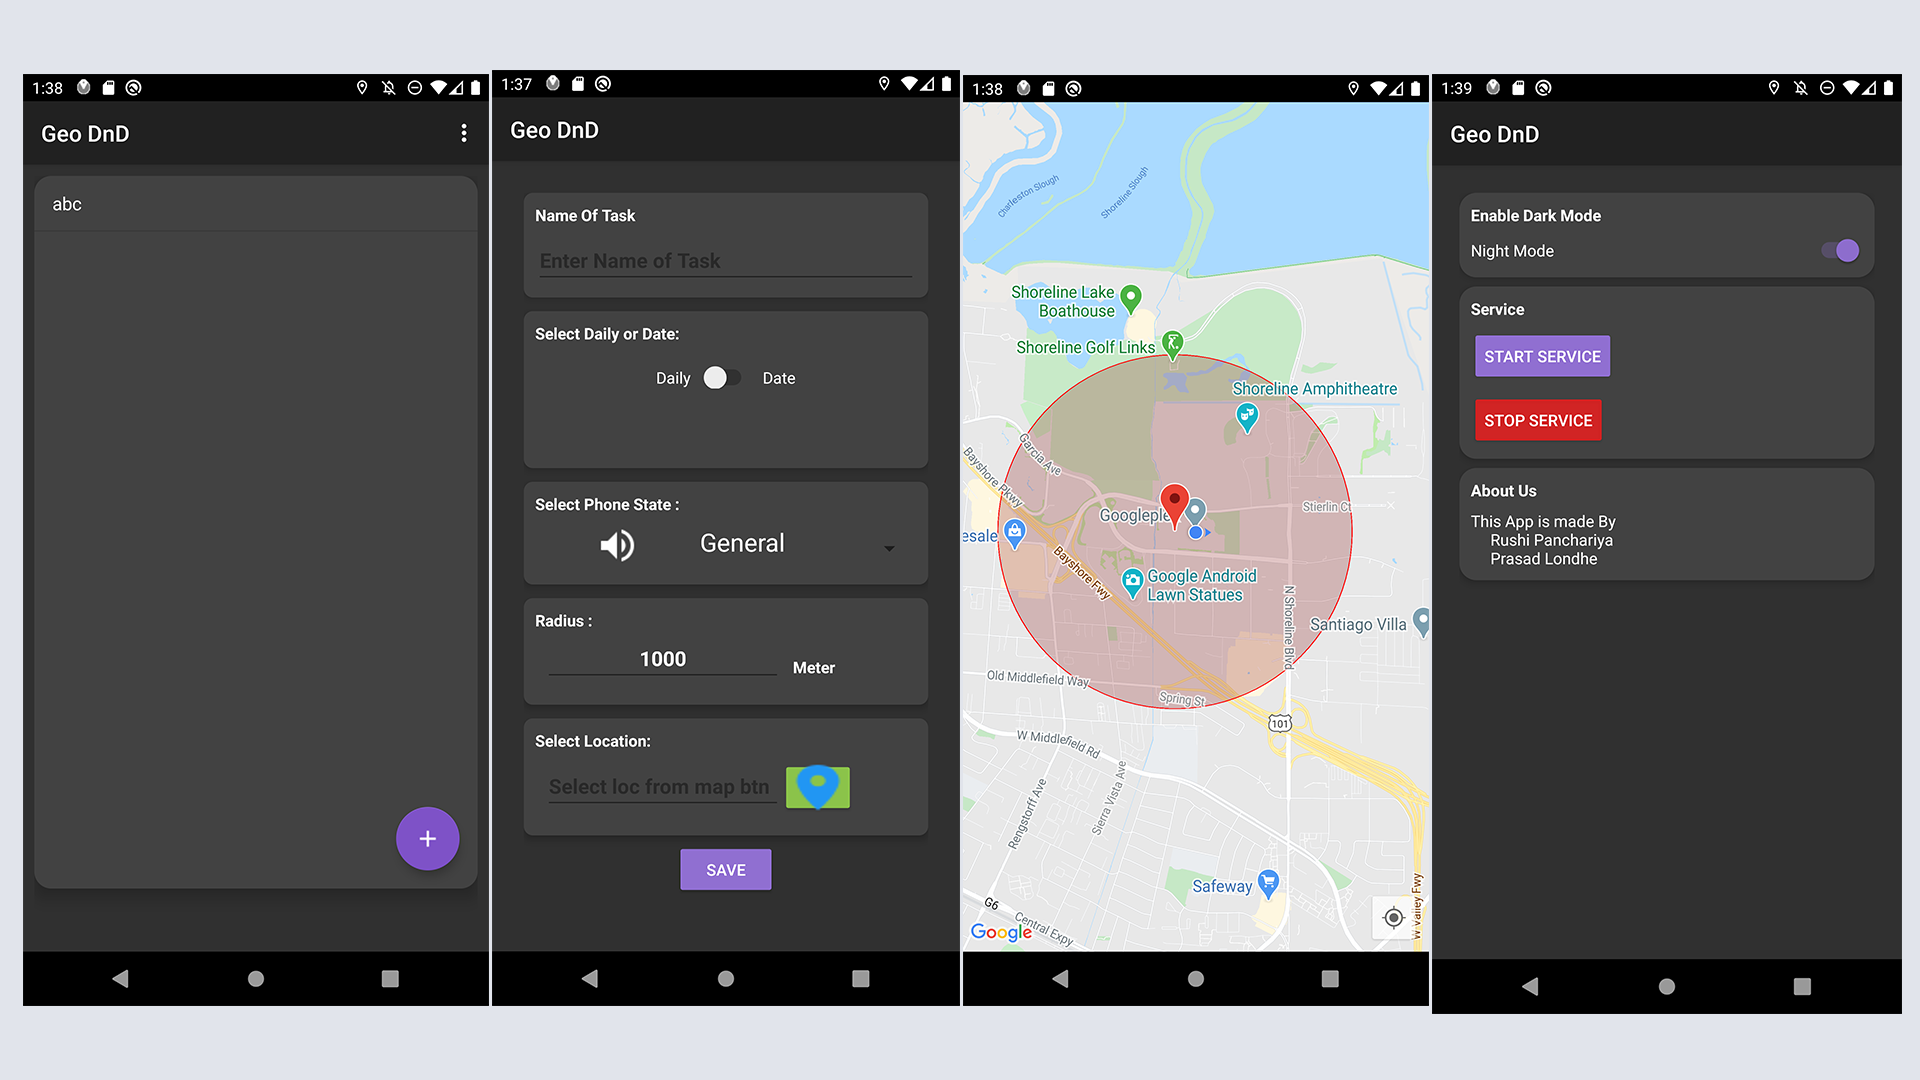 1:38
Geo DnD
abc
+
1:37
Geo DnD
Name Of Task
Enter Name of Task
Select Daily or Date:
Daily
Date
Select Phone State :
General
Radius :
1000
Meter
Select Location:
Select loc from map btn
SAVE
1:38
Charleston Slough
Shoreline Slough
Shoreline Lake
Boathouse
Shoreline Golf Links
Shoreline Amphitheatre
Garcia Ave
Bayshore Pkwy
Stierlin Ct
Googleple
esale
Bayshore Fwy
Google Android
Lawn Statues
N Shoreline Blvd
Santiago Villa
Old Middlefield Way
Spring St
101
W Middlefield Rd
Sierra Vista Ave
Rengstorff Ave
Safeway
W Valley Fwy
G6
Central Expy
Google
1:39
Geo DnD
Enable Dark Mode
Night Mode
Service
START SERVICE
STOP SERVICE
About Us
This App is made By
Rushi Panchariya
Prasad Londhe